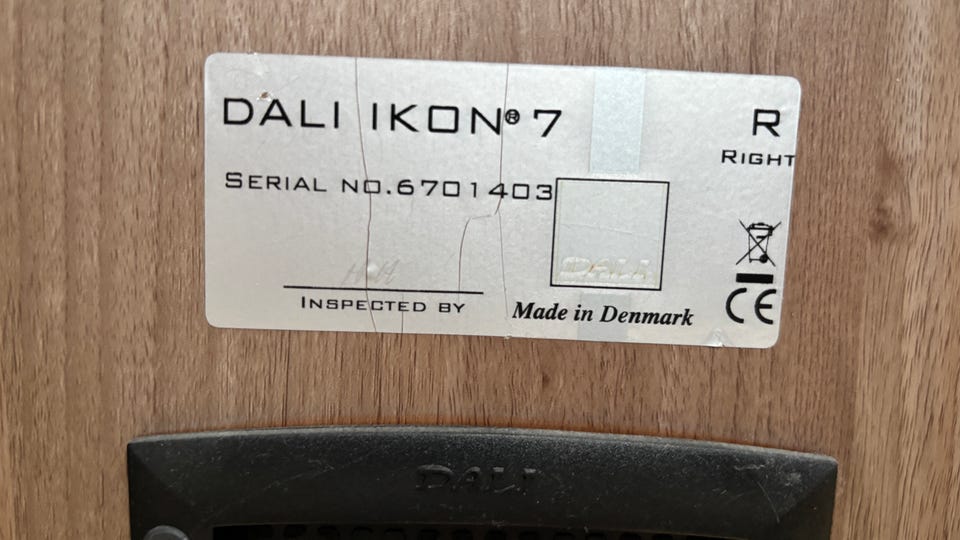 DALI IKON® 7
R
RIGHT
SERIAL NO.6701403
DALI
INSPECTED BY
Made in Denmark
CE
DALI